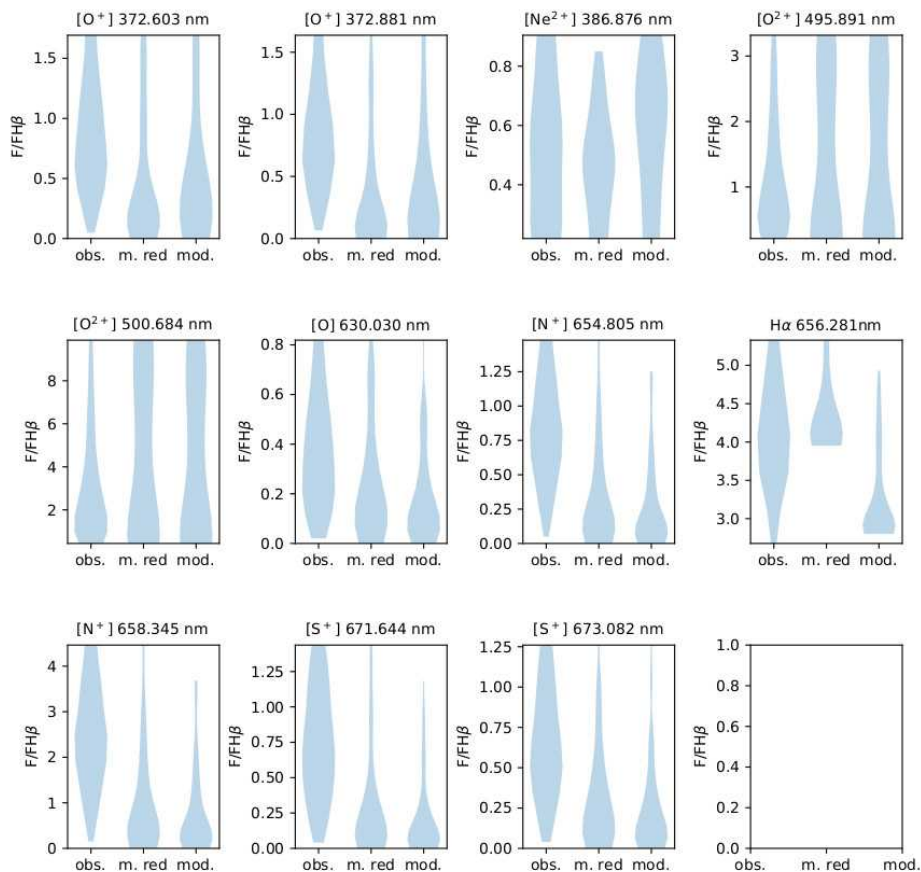 [O⁺] 372.603 nm
F/FHβ
1.5
1.0
0.5
0.0
obs. m. red mod.
[O⁺] 372.881 nm
F/FHβ
1.5
1.0
0.5
0.0
obs. m. red mod.
[Ne²⁺] 386.876 nm
F/FHβ
0.8
0.6
0.4
obs. m. red mod.
[O²⁺] 495.891 nm
F/FHβ
3
2
1
obs. m. red mod.
[O²⁺] 500.684 nm
F/FHβ
8
6
4
2
obs. m. red mod.
[O] 630.030 nm
F/FHβ
0.8
0.6
0.4
0.2
0.0
obs. m. red mod.
[N⁺] 654.805 nm
F/FHβ
1.25
1.00
0.75
0.50
0.25
0.00
obs. m. red mod.
Hα 656.281nm
F/FHβ
5.0
4.5
4.0
3.5
3.0
obs. m. red mod.
[N⁺] 658.345 nm
F/FHβ
4
3
2
1
0
obs. m. red mod.
[S⁺] 671.644 nm
F/FHβ
1.25
1.00
0.75
0.50
0.25
0.00
obs. m. red mod.
[S⁺] 673.082 nm
F/FHβ
1.25
1.00
0.75
0.50
0.25
0.00
obs. m. red mod.
F/FHβ
1.0
0.8
0.6
0.4
0.2
0.0
obs. m. red mod.